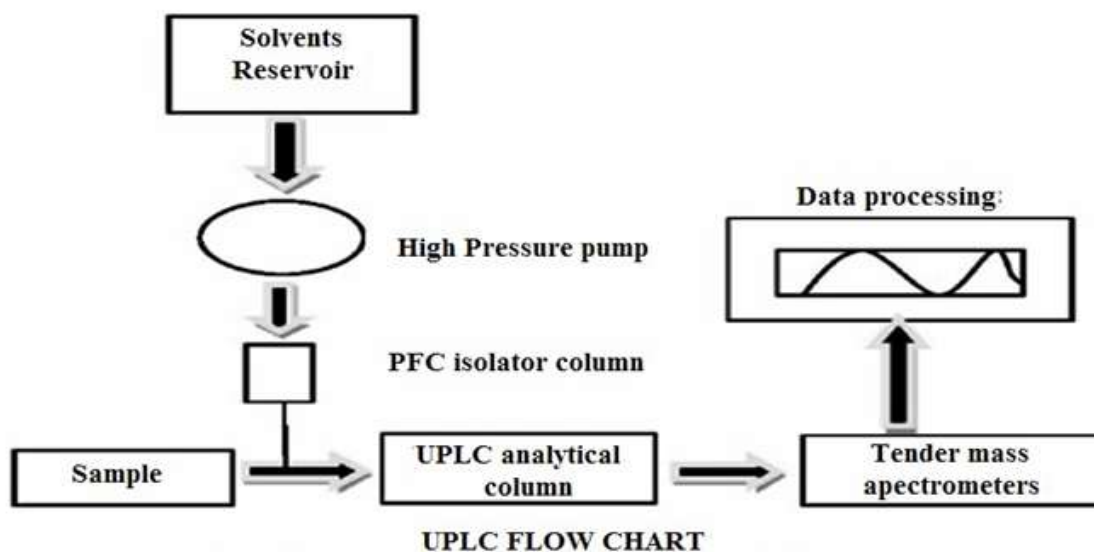 Solvents
Reservoir
High Pressure pump
PFC isolator column
Data processing:
Sample
UPLC analytical
column
Tender mass
apectrometers
UPLC FLOW CHART